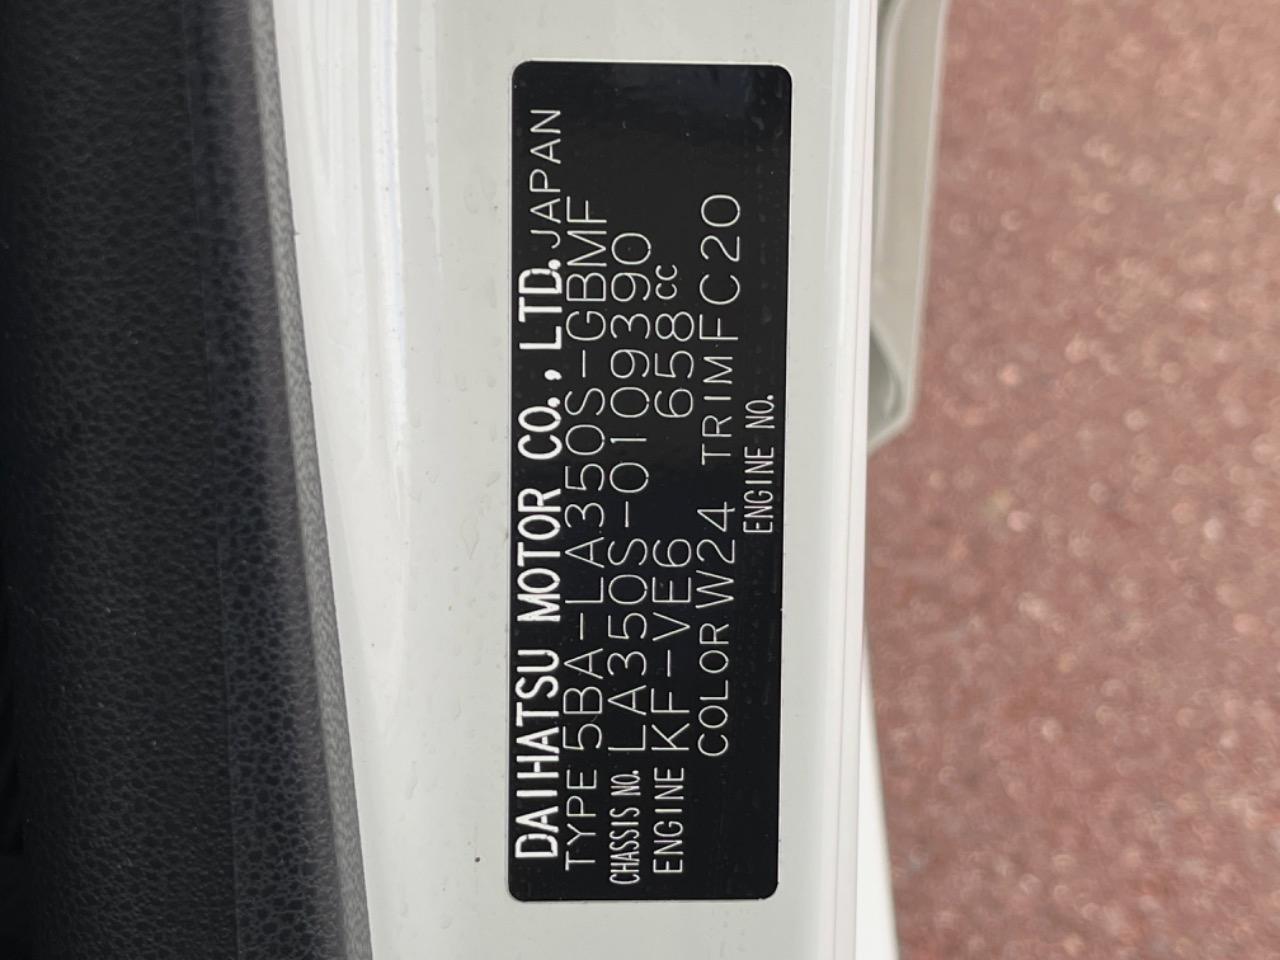 DAIHATSU MOTOR CO., LTD. JAPAN
TYPE 5BA-LA350S-GBMF
CHASSIS NO. LA350S-0109390
ENGINE KF-VE6 658cc
COLOR W24 TRIM FC20
ENGINE NO.